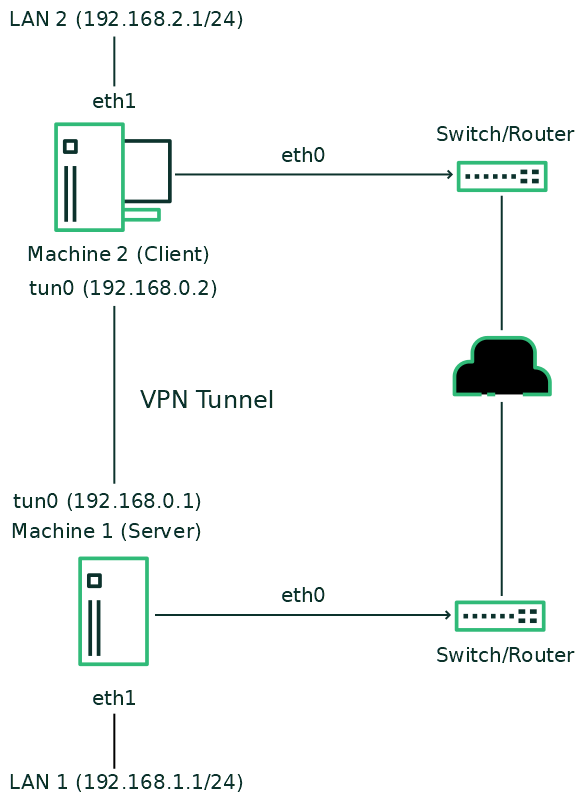 LAN 2 (192.168.2.1/24)
eth1
Switch/Router
eth0
Machine 2 (Client)
tun0 (192.168.0.2)
VPN Tunnel
tun0 (192.168.0.1)
Machine 1 (Server)
eth0
Switch/Router
eth1
LAN 1 (192.168.1.1/24)